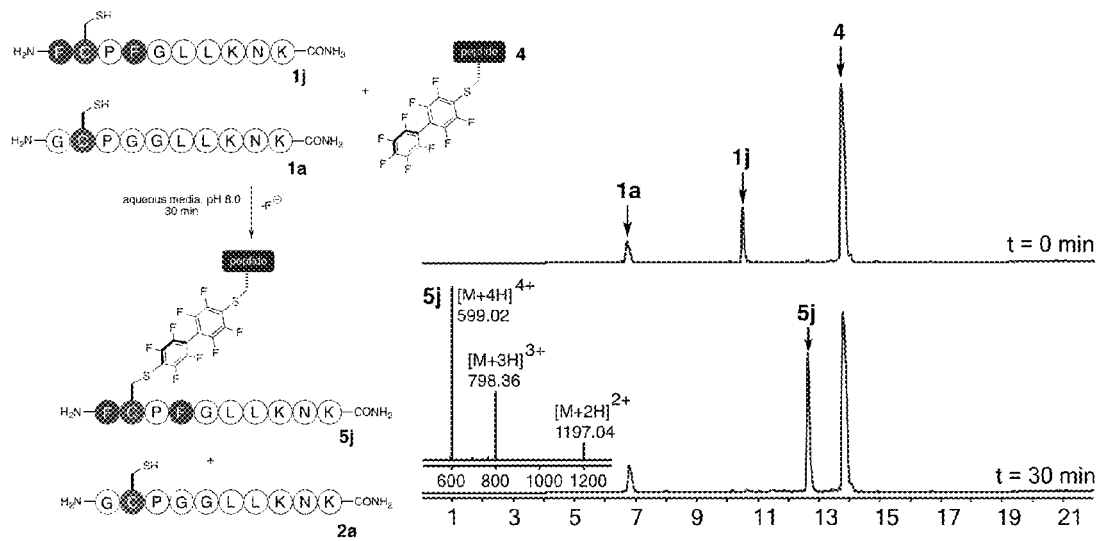 SH
H₂N F C P F G L L K N K CONH₂
1j
+
SH
H₂N G P G G L L K N K CONH₂
1a
peptide 4
S
F F F F F F F F F
aqueous media, pH 8.0
30 min
-F⊖
peptide
S
F F F F F F F F
S
H₂N F C P F G L L K N K CONH₂
5j
+
SH
H₂N G C P G G L L K N K CONH₂
2a
1a
1j
4
t = 0 min
5j
[M+4H]⁴⁺
599.02
[M+3H]³⁺
798.36
[M+2H]²⁺
1197.04
600 800 1000 1200
5j
t = 30 min
1 3 5 7 9 11 13 15 17 19 21